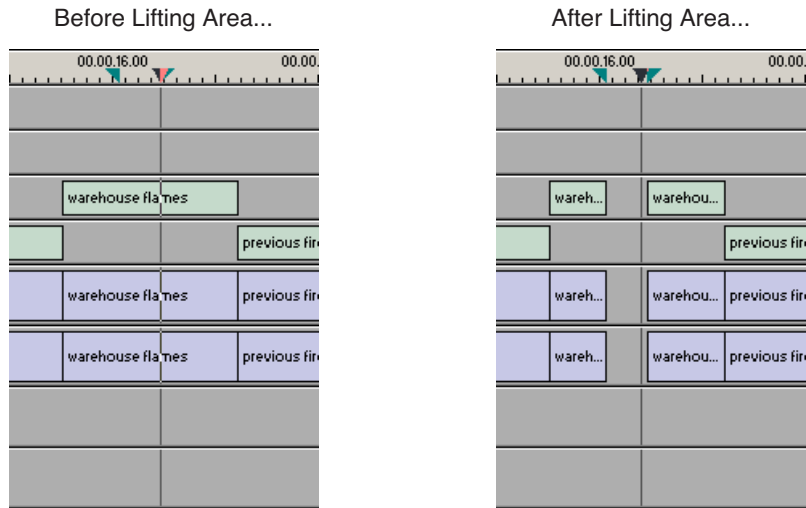 Before Lifting Area...
After Lifting Area...
00.00.16.00 00.00.
00.00.16.00 00.00.
warehouse flames
wareh... warehou...
previous fir
previous fir
warehouse flames previous fir
wareh... warehou... previous fir
warehouse flames previous fir
wareh... warehou... previous fir